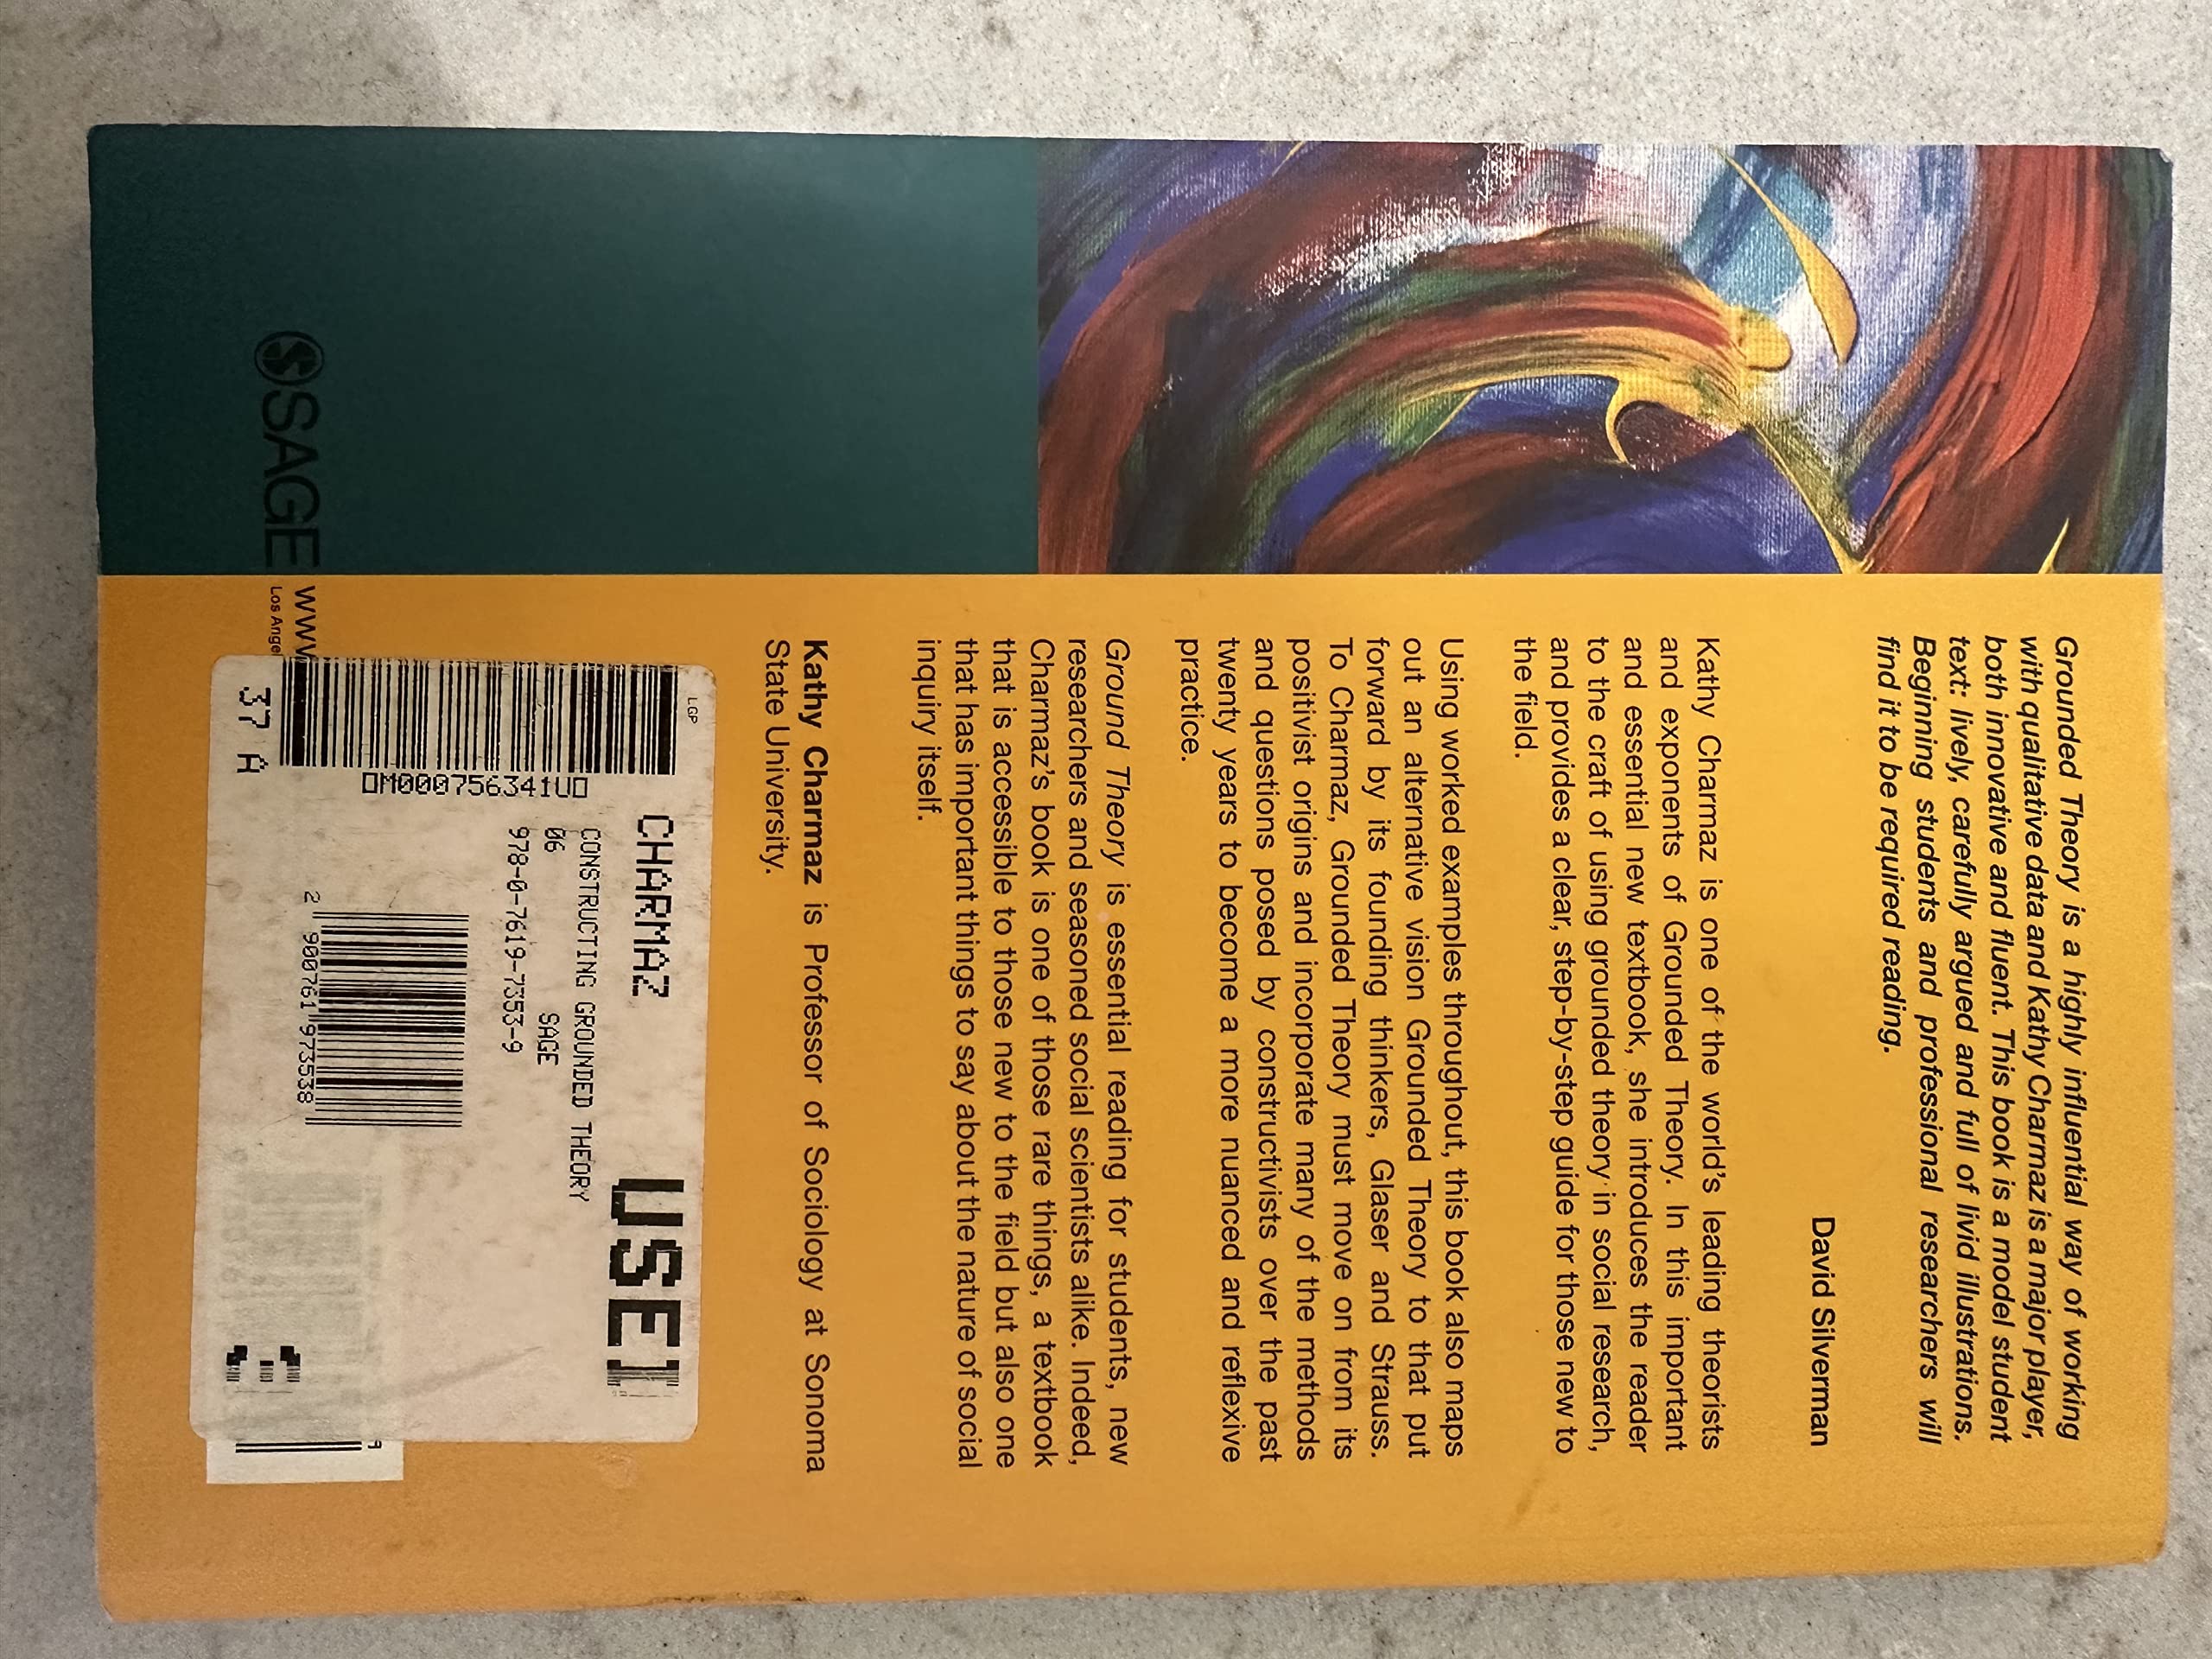 Grounded Theory is a highly influential way of working
with qualitative data and Kathy Charmaz is a major player,
both innovative and fluent. This book is a model student
text: lively, carefully argued and full of livid illustrations.
Beginning students and professional researchers will
find it to be required reading.
David Silverman
Kathy Charmaz is one of the world's leading theorists
and exponents of Grounded Theory. In this important
and essential new textbook, she introduces the reader
to the craft of using grounded theory in social research,
and provides a clear, step-by-step guide for those new to
the field.
Using worked examples throughout, this book also maps
out an alternative vision Grounded Theory to that put
forward by its founding thinkers, Glaser and Strauss.
To Charmaz, Grounded Theory must move on from its
positivist origins and incorporate many of the methods
and questions posed by constructivists over the past
twenty years to become a more nuanced and reflexive
practice.
Ground Theory is essential reading for students, new
researchers and seasoned social scientists alike. Indeed,
Charmaz's book is one of those rare things, a textbook
that is accessible to those new to the field but also one
that has important things to say about the nature of social
inquiry itself.
Kathy Charmaz is Professor of Sociology at Sonoma
State University.
LGP
CHARMAZ
USE
CONSTRUCTING GROUNDED THEORY
06 SAGE
978-0-7619-7353-9
0M000756341U0
37 A
2 900761 973538
SAGE
www
Los Ange